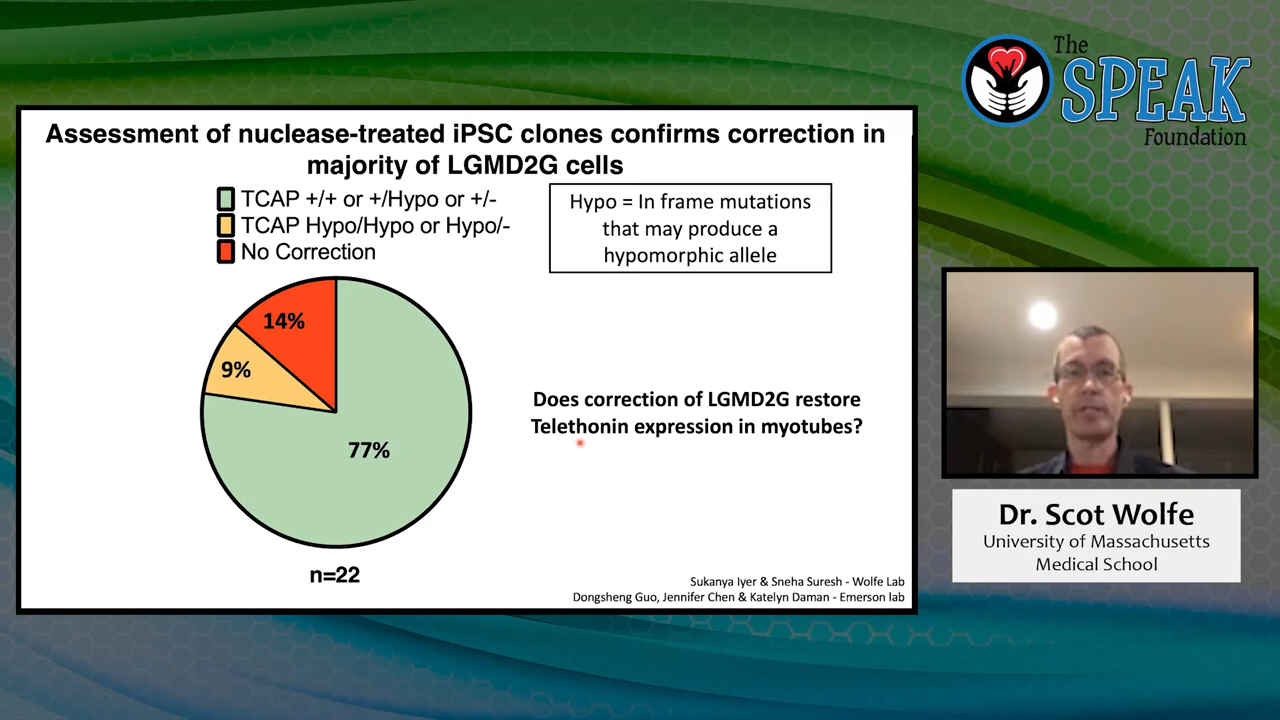 The
SPEAK
Foundation
Assessment of nuclease-treated iPSC clones confirms correction in
majority of LGMD2G cells
TCAP +/+ or +/Hypo or +/-
TCAP Hypo/Hypo or Hypo/-
No Correction
Hypo = In frame mutations
that may produce a
hypomorphic allele
14%
9%
77%
n=22
Does correction of LGMD2G restore
Telethonin expression in myotubes?
Sukanya Iyer & Sneha Suresh - Wolfe Lab
Dongsheng Guo, Jennifer Chen & Katelyn Daman - Emerson lab
Dr. Scot Wolfe
University of Massachusetts
Medical School